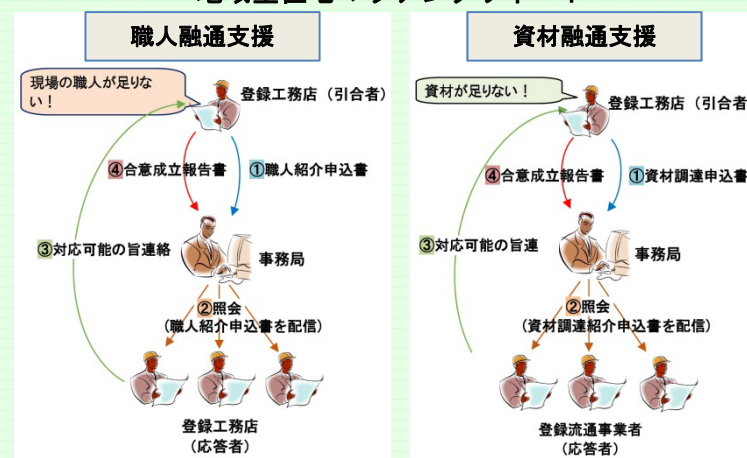 職人融通支援
現場の職人が足りな
い！
登録工務店（引合者）
④合意成立報告書
①職人紹介申込書
③対応可能の旨連絡
事務局
②照会
（職人紹介申込書を配信）
登録工務店
（応答者）
資材融通支援
資材が足りない！
登録工務店（引合者
④合意成立報告書
①資材調達申込書
③対応可能の旨連
事務局
②照会
（資材調達紹介申込書を配信）
登録流通事業者
（応答者）